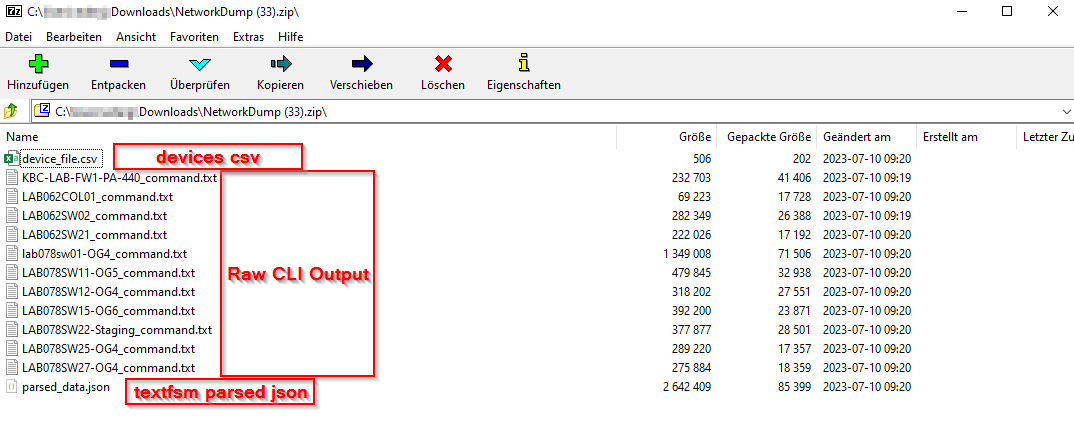 C:\ Downloads\NetworkDump (33).zip\
Datei Bearbeiten Ansicht Favoriten Extras Hilfe
Hinzufügen Entpacken Überprüfen Kopieren Verschieben Löschen Eigenschaften
C:\ Downloads\NetworkDump (33).zip\
Name Größe Gepackte Größe Geändert am Erstellt am Letzter Zu
device_file.csv devices csv 506 202 2023-07-10 09:20
KBC-LAB-FW1-PA-440_command.txt 232 703 41 406 2023-07-10 09:19
LAB062COL01_command.txt 69 223 17 728 2023-07-10 09:20
LAB062SW02_command.txt 282 349 26 388 2023-07-10 09:19
LAB062SW21_command.txt 222 026 17 192 2023-07-10 09:20
lab078sw01-OG4_command.txt 1 349 008 71 506 2023-07-10 09:20
LAB078SW11-OG5_command.txt Raw CLI Output 479 845 32 938 2023-07-10 09:20
LAB078SW12-OG4_command.txt 318 202 27 551 2023-07-10 09:20
LAB078SW15-OG6_command.txt 392 200 23 871 2023-07-10 09:20
LAB078SW22-Staging_command.txt 377 877 28 501 2023-07-10 09:20
LAB078SW25-OG4_command.txt 289 220 17 357 2023-07-10 09:20
LAB078SW27-OG4_command.txt 275 884 18 359 2023-07-10 09:20
parsed_data.json textfsm parsed json 2 642 409 85 399 2023-07-10 09:20